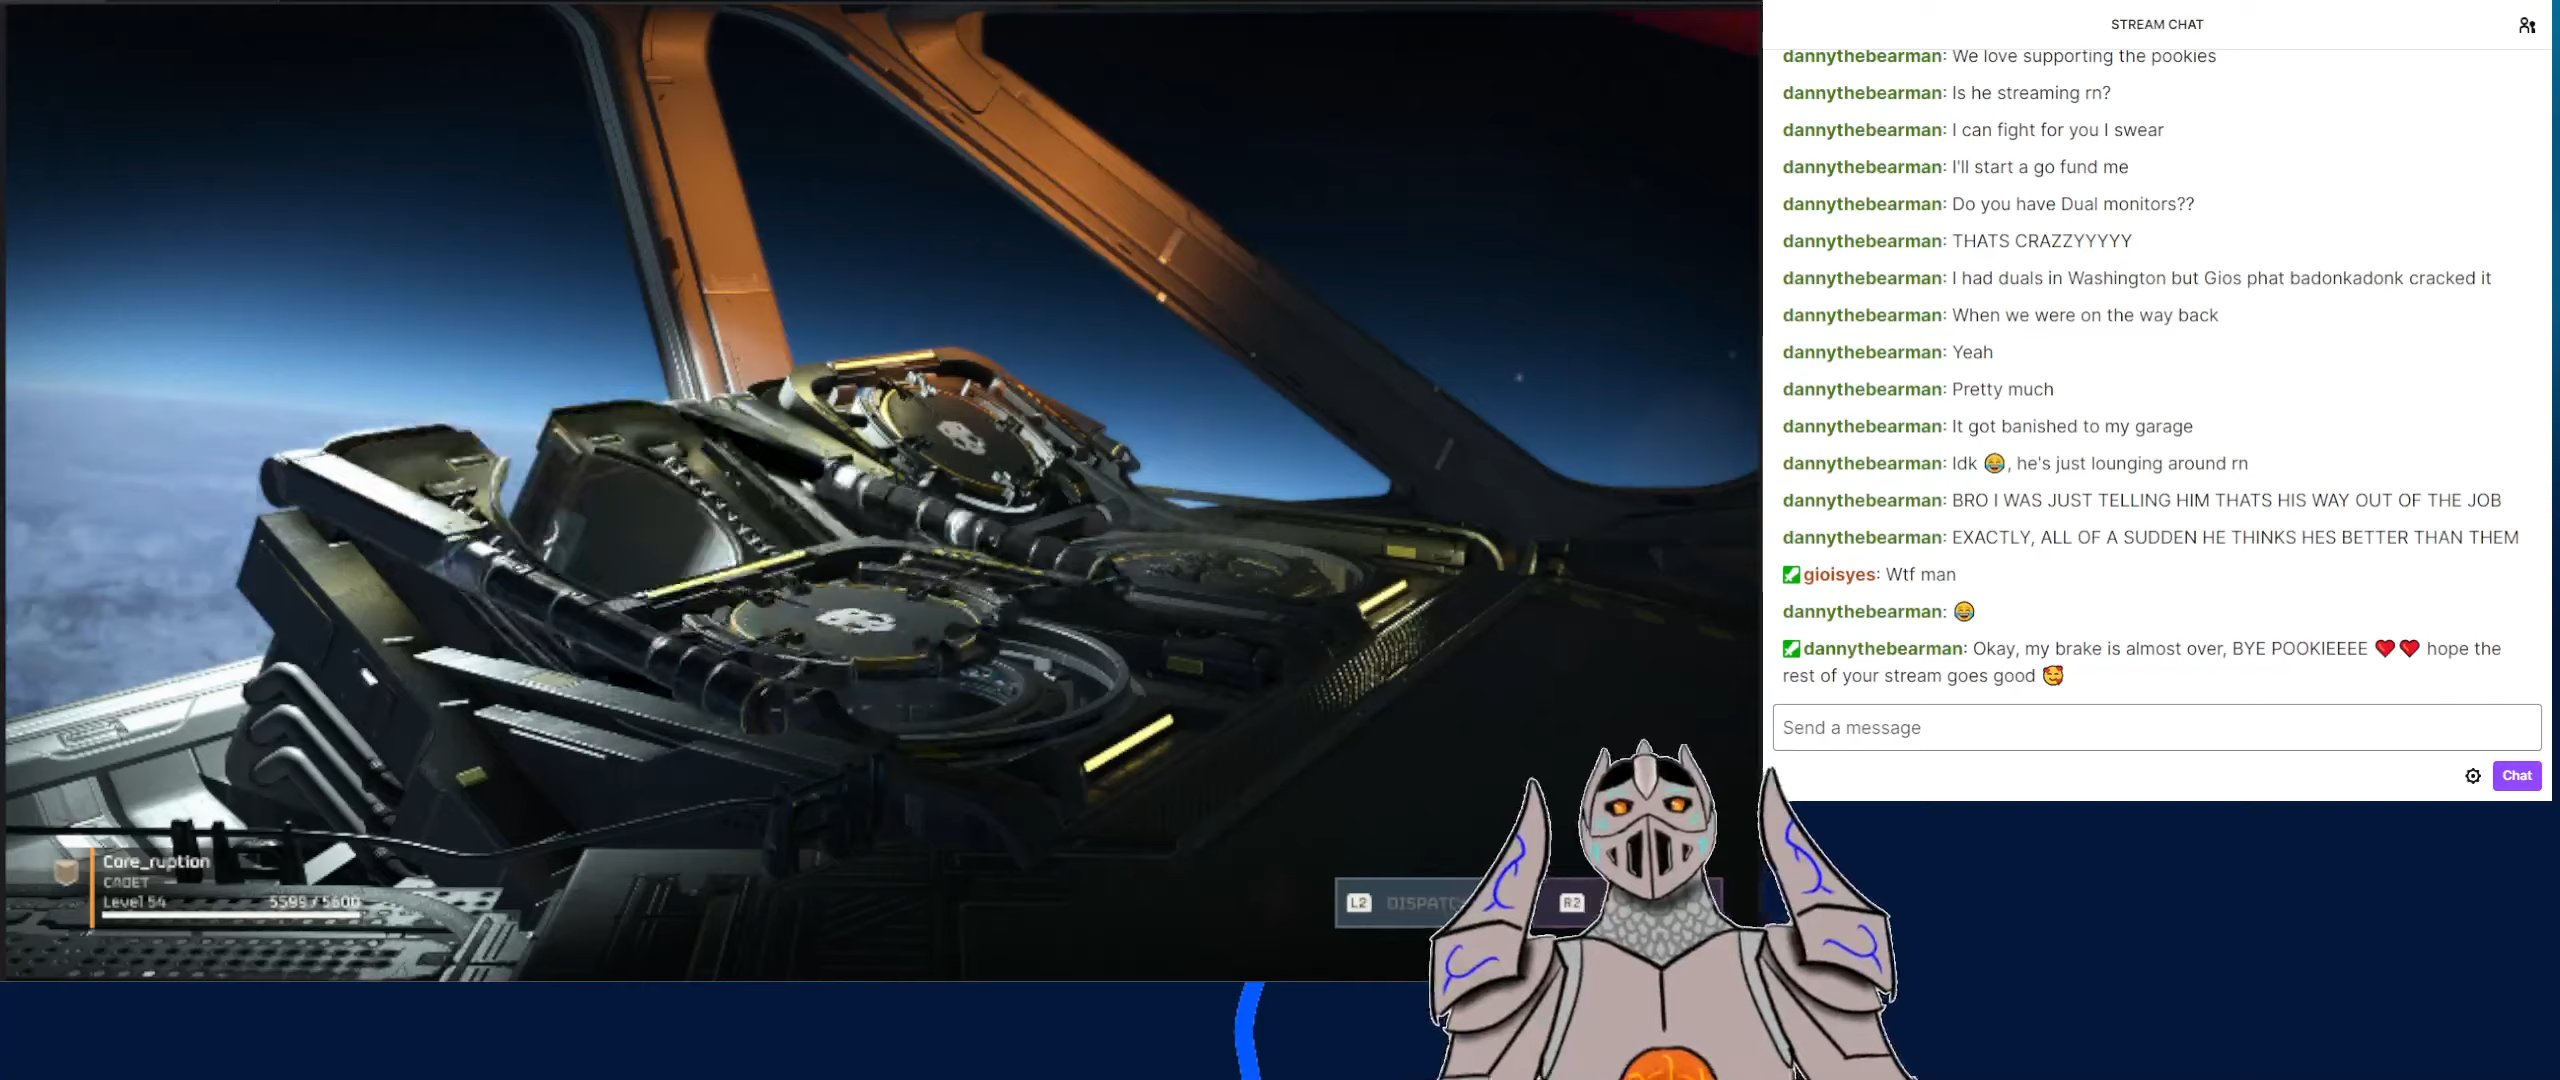 STREAM CHAT
dannythebearman: We love supporting the pookies
dannythebearman: Is he streaming rn?
dannythebearman: I can fight for you I swear
dannythebearman: I'll start a go fund me
dannythebearman: Do you have Dual monitors??
dannythebearman: THATS CRAZZYYYYY
dannythebearman: I had duals in Washington but Gios phat badonkadonk cracked it
dannythebearman: When we were on the way back
dannythebearman: Yeah
dannythebearman: Pretty much
dannythebearman: It got banished to my garage
dannythebearman: Idk 😂, he's just lounging around rn
dannythebearman: BRO I WAS JUST TELLING HIM THATS HIS WAY OUT OF THE JOB
dannythebearman: EXACTLY, ALL OF A SUDDEN HE THINKS HES BETTER THAN THEM
gioisyes: Wtf man
dannythebearman: 😂
dannythebearman: Okay, my brake is almost over, BYE POOKIEEEE ❤️❤️ hope the
rest of your stream goes good 🥰
Send a message
Chat
Core_ruption
CADET
Level 54 5599 / 5600
L2 DISPATC
R2